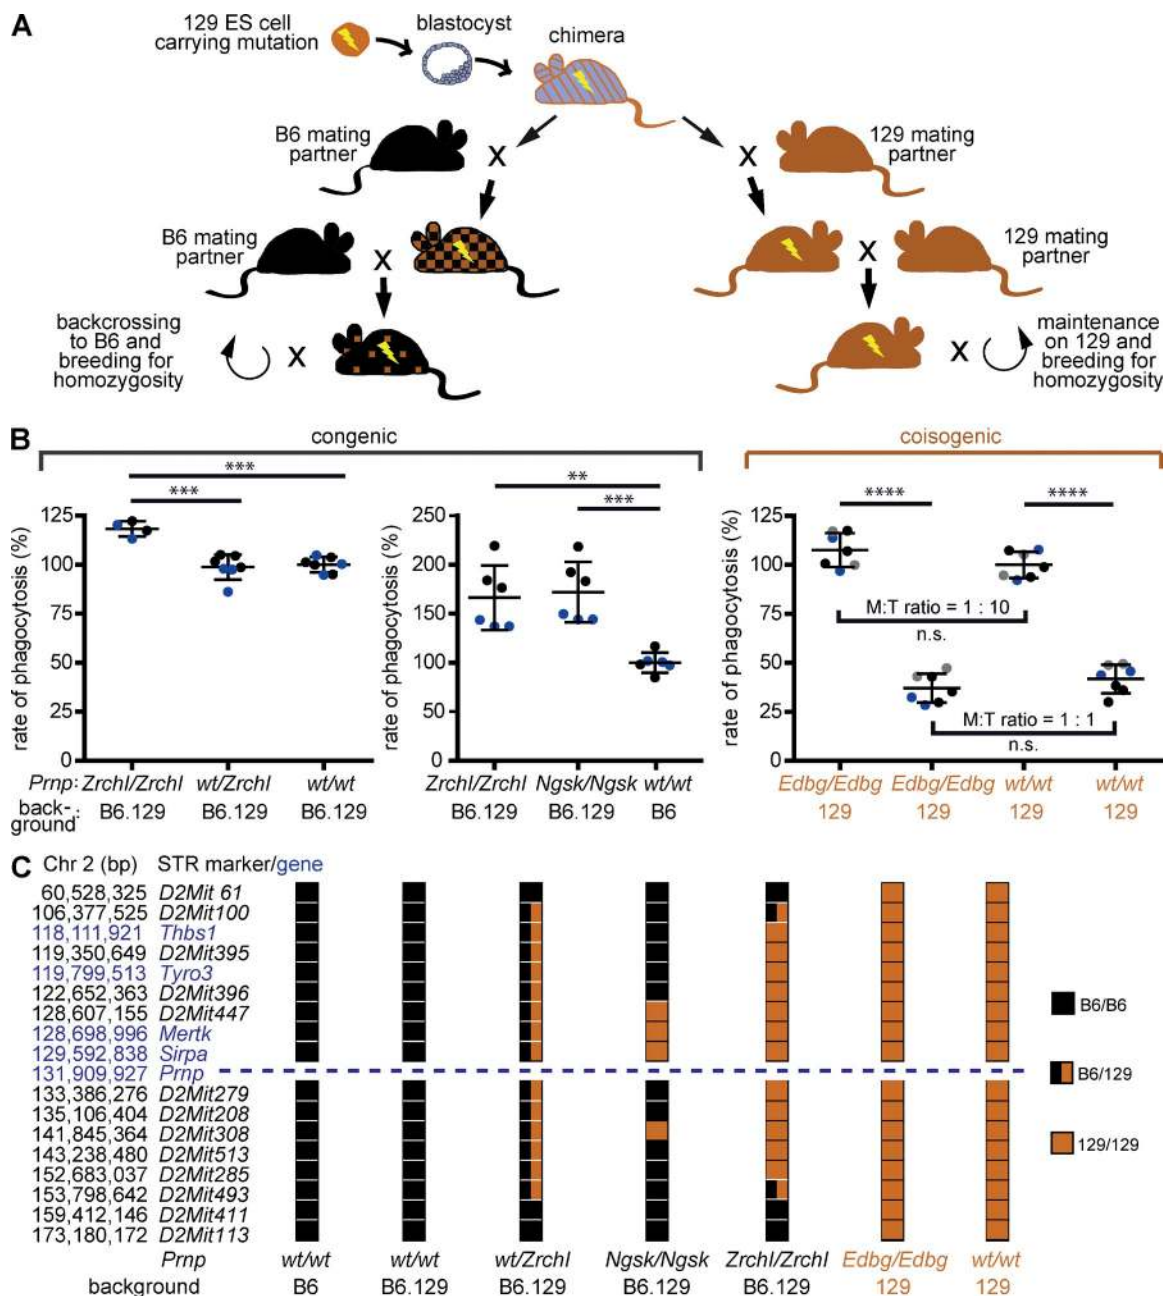 A
129 ES cell
carrying mutation
blastocyst
chimera
B6 mating
partner
X
X
129 mating
partner
B6 mating
partner
X
X
129 mating
partner
backcrossing
to B6 and
breeding for
homozygosity
X
X
maintenance
on 129 and
breeding for
homozygosity
B
congenic
coisogenic
***
***
rate of phagocytosis (%)
125
100
75
50
25
0
Prnp: Zrchl/Zrchl wt/Zrchl wt/wt
back-
ground: B6.129 B6.129 B6.129
**
***
rate of phagocytosis (%)
250
200
150
100
50
0
Zrchl/Zrchl Ngsk/Ngsk wt/wt
B6.129 B6.129 B6
**** ****
rate of phagocytosis (%)
125
100
75
50
25
0
M:T ratio = 1 : 10
n.s.
M:T ratio = 1 : 1
n.s.
Edbg/Edbg Edbg/Edbg wt/wt wt/wt
129 129 129 129
C
Chr 2 (bp) STR marker/gene
60,528,325 D2Mit 61
106,377,525 D2Mit100
118,111,921 Thbs1
119,350,649 D2Mit395
119,799,513 Tyro3
122,652,363 D2Mit396
128,607,155 D2Mit447
128,698,996 Mertk
129,592,838 Sirpa
131,909,927 Prnp
133,386,276 D2Mit279
135,106,404 D2Mit208
141,845,364 D2Mit308
143,238,480 D2Mit513
152,683,037 D2Mit285
153,798,642 D2Mit493
159,412,146 D2Mit411
173,180,172 D2Mit113
B6/B6
B6/129
129/129
Prnp wt/wt wt/wt wt/Zrchl Ngsk/Ngsk Zrchl/Zrchl Edbg/Edbg wt/wt
background B6 B6.129 B6.129 B6.129 B6.129 129 129